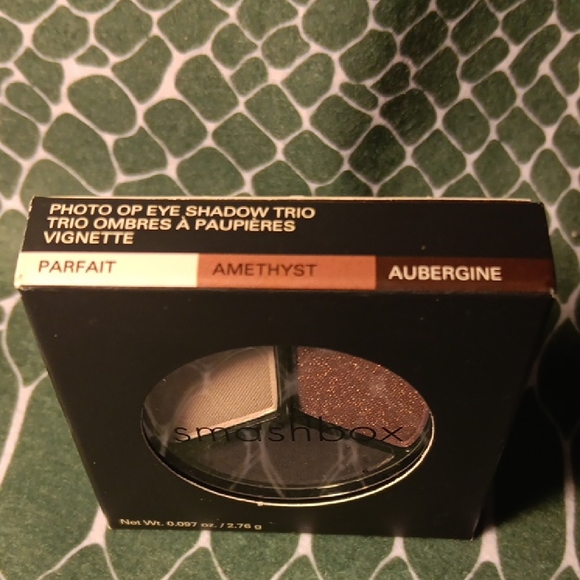 PHOTO OP EYE SHADOW TRIO
TRIO OMBRES À PAUPIÈRES
VIGNETTE
PARFAIT AMETHYST AUBERGINE
smashbox
Net Wt. 0.097 oz. / 2.76 g